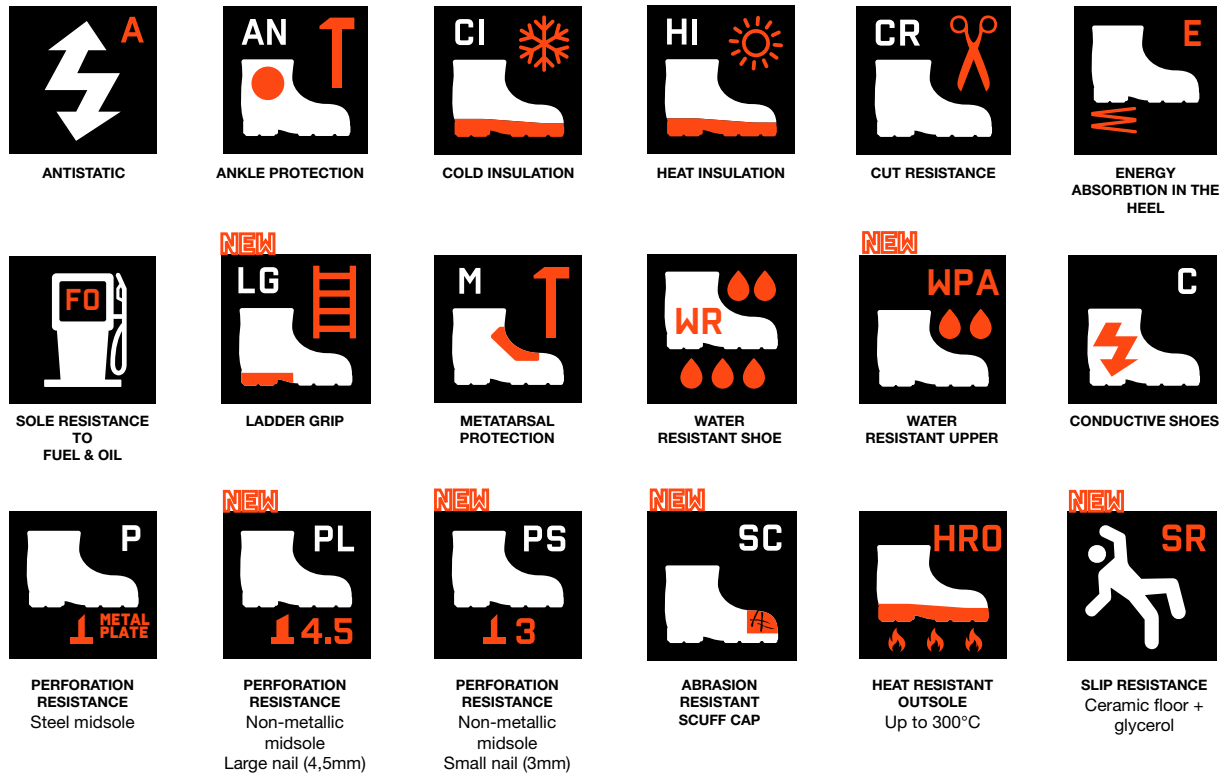 A
ANTISTATIC
AN
ANKLE PROTECTION
CI
COLD INSULATION
HI
HEAT INSULATION
CR
CUT RESISTANCE
E
ENERGY
ABSORBTION IN THE
HEEL
FO
SOLE RESISTANCE
TO
FUEL & OIL
NEW
LG
LADDER GRIP
M
METATARSAL
PROTECTION
WR
WATER
RESISTANT SHOE
NEW
WPA
WATER
RESISTANT UPPER
C
CONDUCTIVE SHOES
P
METAL
PLATE
PERFORATION
RESISTANCE
Steel midsole
NEW
PL
4.5
PERFORATION
RESISTANCE
Non-metallic
midsole
Large nail (4,5mm)
NEW
PS
3
PERFORATION
RESISTANCE
Non-metallic
midsole
Small nail (3mm)
NEW
SC
ABRASION
RESISTANT
SCUFF CAP
HRO
HEAT RESISTANT
OUTSOLE
Up to 300°C
NEW
SR
SLIP RESISTANCE
Ceramic floor +
glycerol